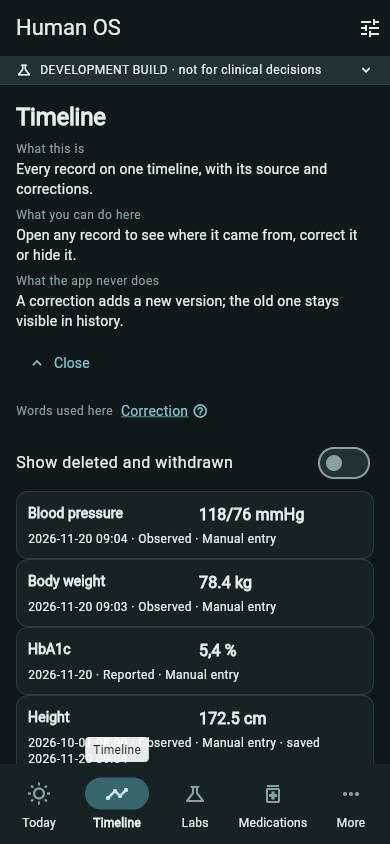 Human OS
DEVELOPMENT BUILD · not for clinical decisions
Timeline
What this is
Every record on one timeline, with its source and
corrections.
What you can do here
Open any record to see where it came from, correct it
or hide it.
What the app never does
A correction adds a new version; the old one stays
visible in history.
Close
Words used here Correction
Show deleted and withdrawn
Blood pressure 118/76 mmHg
2026-11-20 09:04 · Observed · Manual entry
Body weight 78.4 kg
2026-11-20 09:03 · Observed · Manual entry
HbA1c 5,4 %
2026-11-20 · Reported · Manual entry
Height 172.5 cm
Observed · Manual entry · saved
2026-11-20
Timeline
Today Timeline Labs Medications More